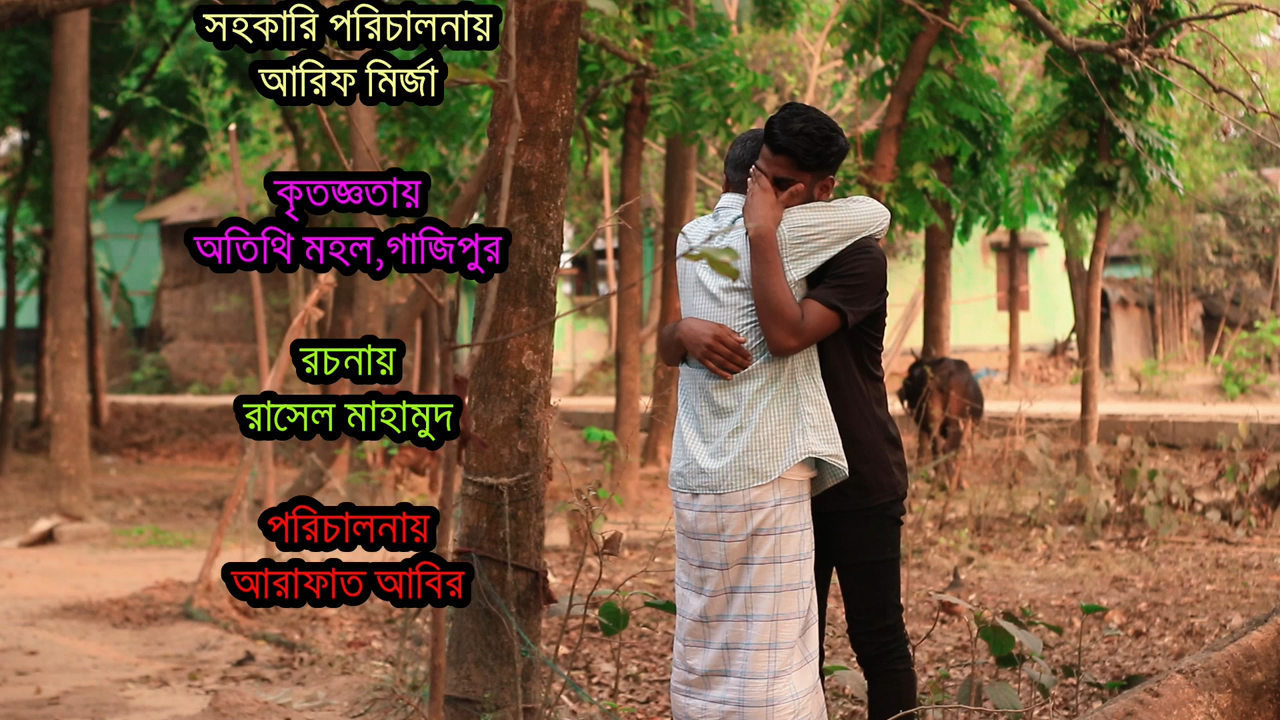 সহকারি পরিচালনায়
আরিফ মির্জা
কৃতজ্ঞতায়
অতিথি মহল,গাজিপুর
রচনায়
রাসেল মাহামুদ
পরিচালনায়
আরাফাত আবির